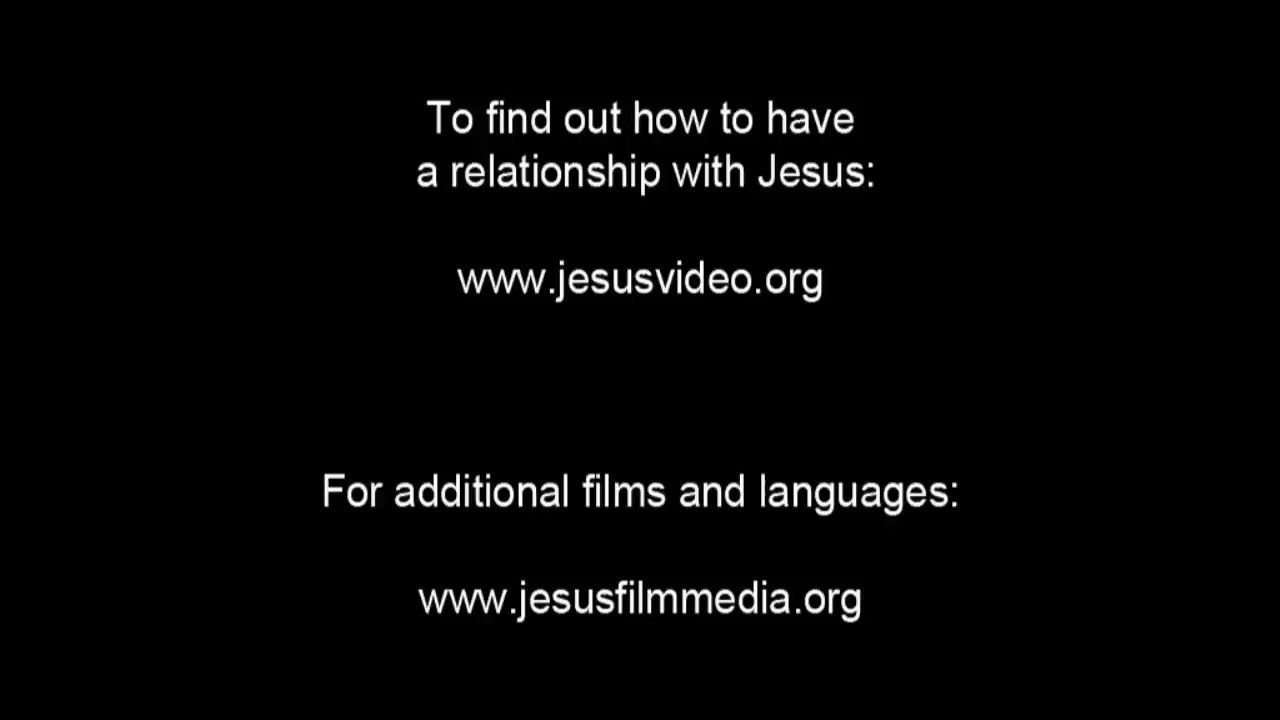 To find out how to have
a relationship with Jesus:
www.jesusvideo.org
For additional films and languages:
www.jesusfilmmedia.org